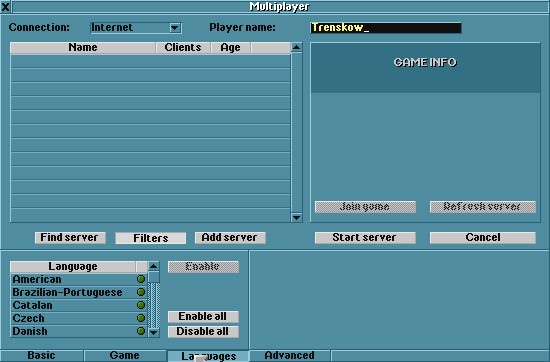 X Multiplayer
Connection: Internet Player name: Trenskow_
Name Clients Age
GAME INFO
Join game Refresh server
Find server Filters Add server Start server Cancel
Language Enable
American
Brazilian-Portuguese
Catalan
Czech Enable all
Danish Disable all
Basic Game Languages Advanced